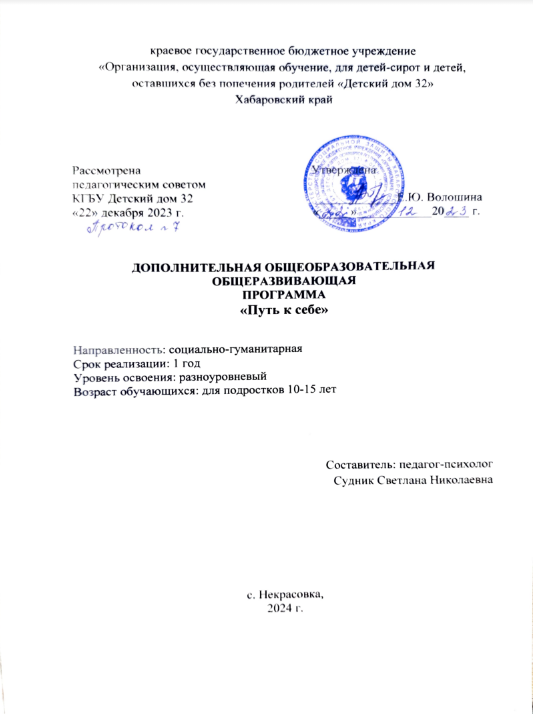 краевое государственное бюджетное учреждение
«Организация, осуществляющая обучение, для детей-сирот и детей,
оставшихся без попечения родителей «Детский дом 32»
Хабаровский край
Рассмотрена
педагогическим советом
КГБУ Детский дом 32
«22» декабря 2023 г.
Протокол №7
Утверждена
Е.Ю. Волошина
«22» 12 2023 г.
ДОПОЛНИТЕЛЬНАЯ ОБЩЕОБРАЗОВАТЕЛЬНАЯ
ОБЩЕРАЗВИВАЮЩАЯ
ПРОГРАММА
«Путь к себе»
Направленность: социально-гуманитарная
Срок реализации: 1 год
Уровень освоения: разноуровневый
Возраст обучающихся: для подростков 10-15 лет
Составитель: педагог-психолог
Судник Светлана Николаевна
с. Некрасовка,
2024 г.